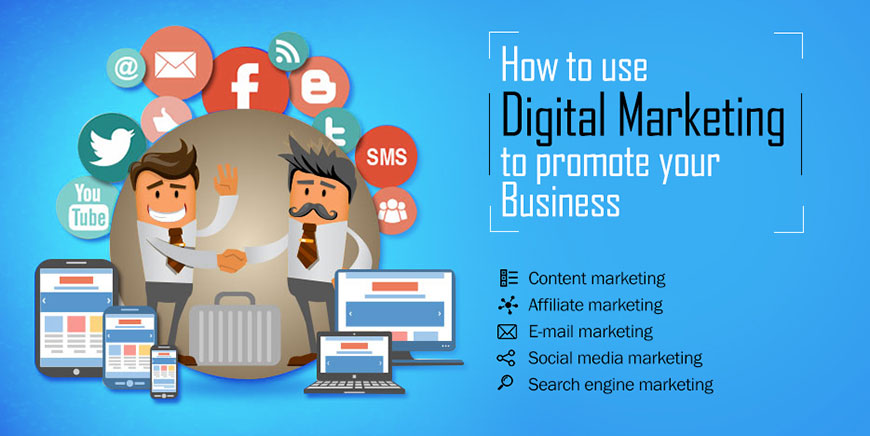 @
SMS
You
Tube
How to use
Digital Marketing
to promote your
Business
Content marketing
Affiliate marketing
E-mail marketing
Social media marketing
Search engine marketing